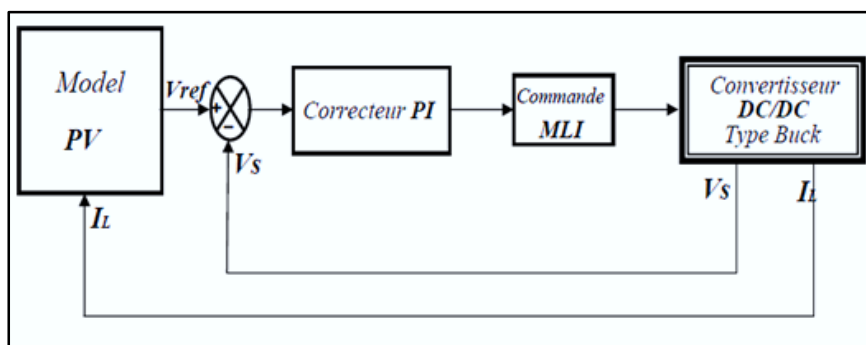 Model
PV
Vref
+
−
Vs
Correcteur PI
Commande
MLI
Convertisseur
DC/DC
Type Buck
Vs
IL
IL